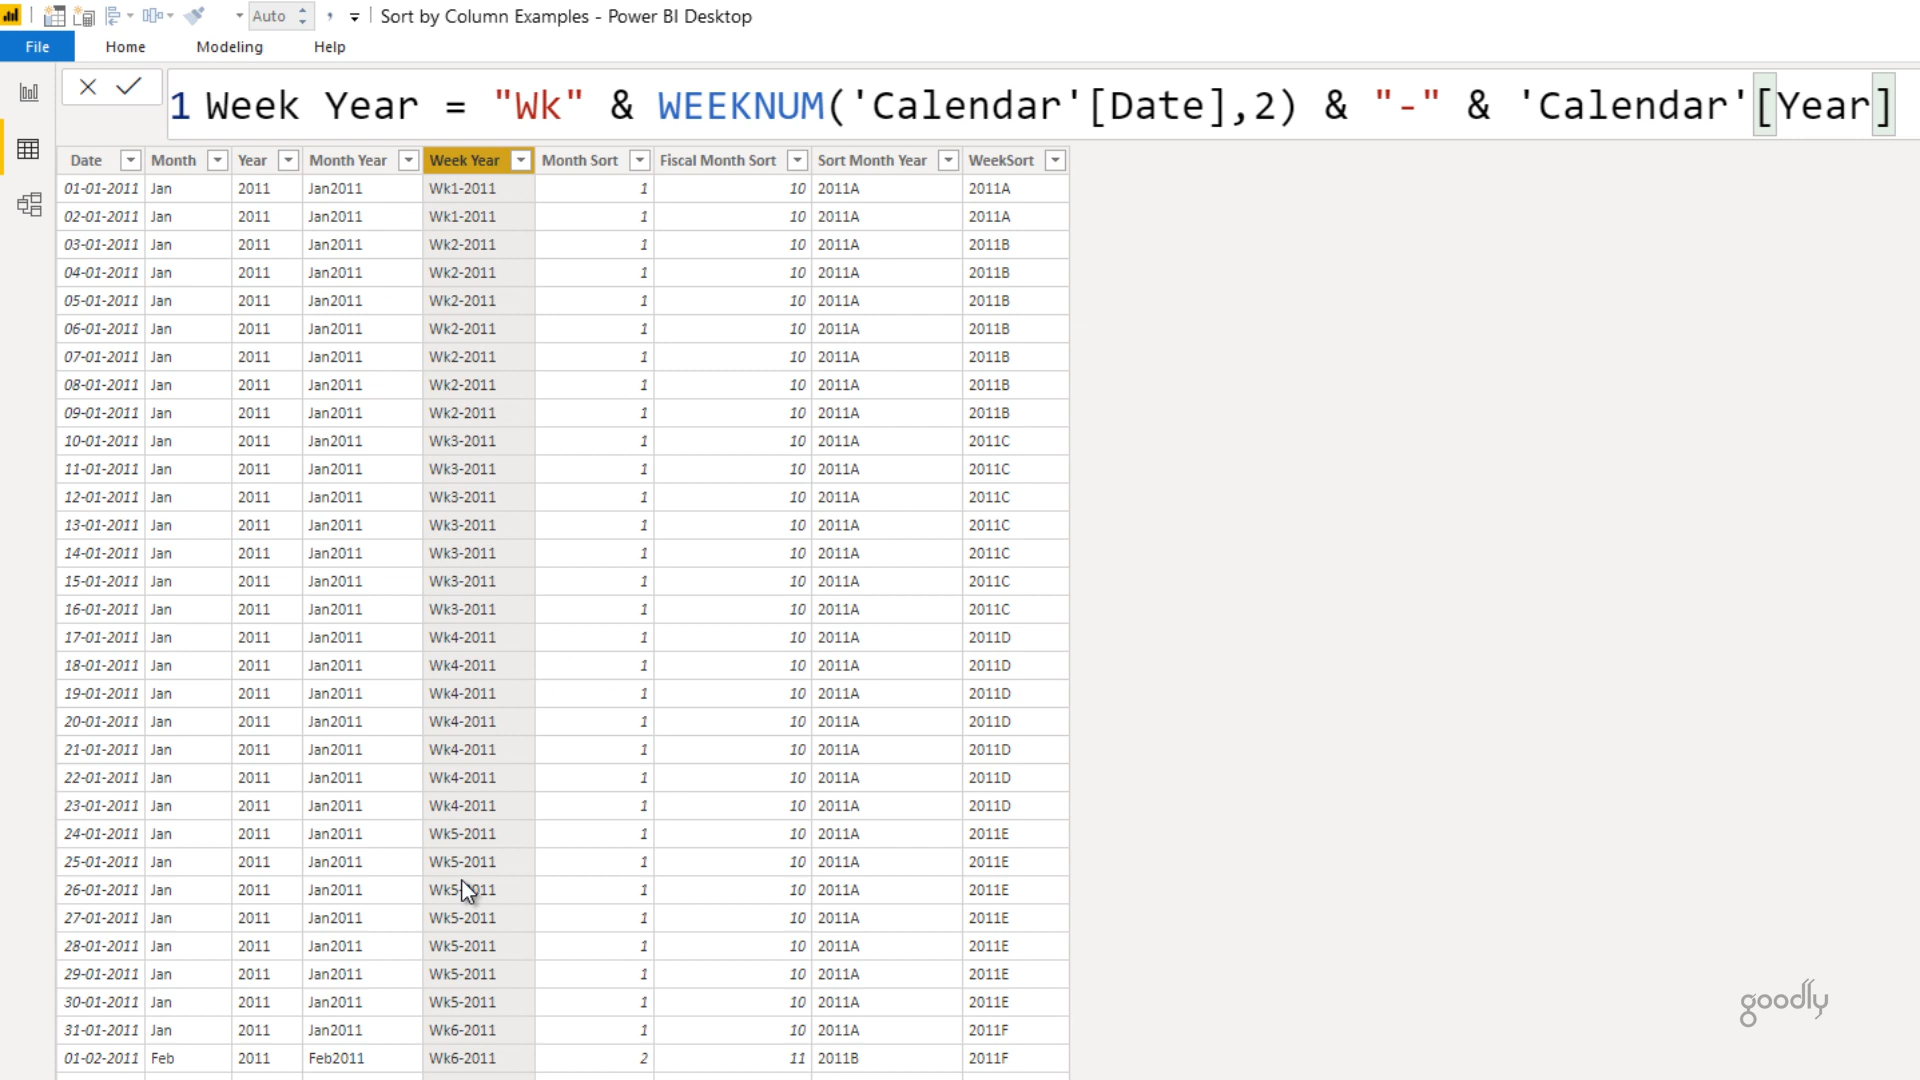 Auto
Sort by Column Examples - Power BI Desktop
File Home Modeling Help
1 Week Year = "Wk" & WEEKNUM('Calendar'[Date],2) & "-" & 'Calendar'[Year]
Date Month Year Month Year Week Year Month Sort Fiscal Month Sort Sort Month Year WeekSort
01-01-2011 Jan 2011 Jan2011 Wk1-2011 1 10 2011A 2011A
02-01-2011 Jan 2011 Jan2011 Wk1-2011 1 10 2011A 2011A
03-01-2011 Jan 2011 Jan2011 Wk2-2011 1 10 2011A 2011B
04-01-2011 Jan 2011 Jan2011 Wk2-2011 1 10 2011A 2011B
05-01-2011 Jan 2011 Jan2011 Wk2-2011 1 10 2011A 2011B
06-01-2011 Jan 2011 Jan2011 Wk2-2011 1 10 2011A 2011B
07-01-2011 Jan 2011 Jan2011 Wk2-2011 1 10 2011A 2011B
08-01-2011 Jan 2011 Jan2011 Wk2-2011 1 10 2011A 2011B
09-01-2011 Jan 2011 Jan2011 Wk2-2011 1 10 2011A 2011B
10-01-2011 Jan 2011 Jan2011 Wk3-2011 1 10 2011A 2011C
11-01-2011 Jan 2011 Jan2011 Wk3-2011 1 10 2011A 2011C
12-01-2011 Jan 2011 Jan2011 Wk3-2011 1 10 2011A 2011C
13-01-2011 Jan 2011 Jan2011 Wk3-2011 1 10 2011A 2011C
14-01-2011 Jan 2011 Jan2011 Wk3-2011 1 10 2011A 2011C
15-01-2011 Jan 2011 Jan2011 Wk3-2011 1 10 2011A 2011C
16-01-2011 Jan 2011 Jan2011 Wk3-2011 1 10 2011A 2011C
17-01-2011 Jan 2011 Jan2011 Wk4-2011 1 10 2011A 2011D
18-01-2011 Jan 2011 Jan2011 Wk4-2011 1 10 2011A 2011D
19-01-2011 Jan 2011 Jan2011 Wk4-2011 1 10 2011A 2011D
20-01-2011 Jan 2011 Jan2011 Wk4-2011 1 10 2011A 2011D
21-01-2011 Jan 2011 Jan2011 Wk4-2011 1 10 2011A 2011D
22-01-2011 Jan 2011 Jan2011 Wk4-2011 1 10 2011A 2011D
23-01-2011 Jan 2011 Jan2011 Wk4-2011 1 10 2011A 2011D
24-01-2011 Jan 2011 Jan2011 Wk5-2011 1 10 2011A 2011E
25-01-2011 Jan 2011 Jan2011 Wk5-2011 1 10 2011A 2011E
26-01-2011 Jan 2011 Jan2011 Wk5-2011 1 10 2011A 2011E
27-01-2011 Jan 2011 Jan2011 Wk5-2011 1 10 2011A 2011E
28-01-2011 Jan 2011 Jan2011 Wk5-2011 1 10 2011A 2011E
29-01-2011 Jan 2011 Jan2011 Wk5-2011 1 10 2011A 2011E
30-01-2011 Jan 2011 Jan2011 Wk5-2011 1 10 2011A 2011E
31-01-2011 Jan 2011 Jan2011 Wk6-2011 1 10 2011A 2011F
01-02-2011 Feb 2011 Feb2011 Wk6-2011 2 11 2011B 2011F
goodly